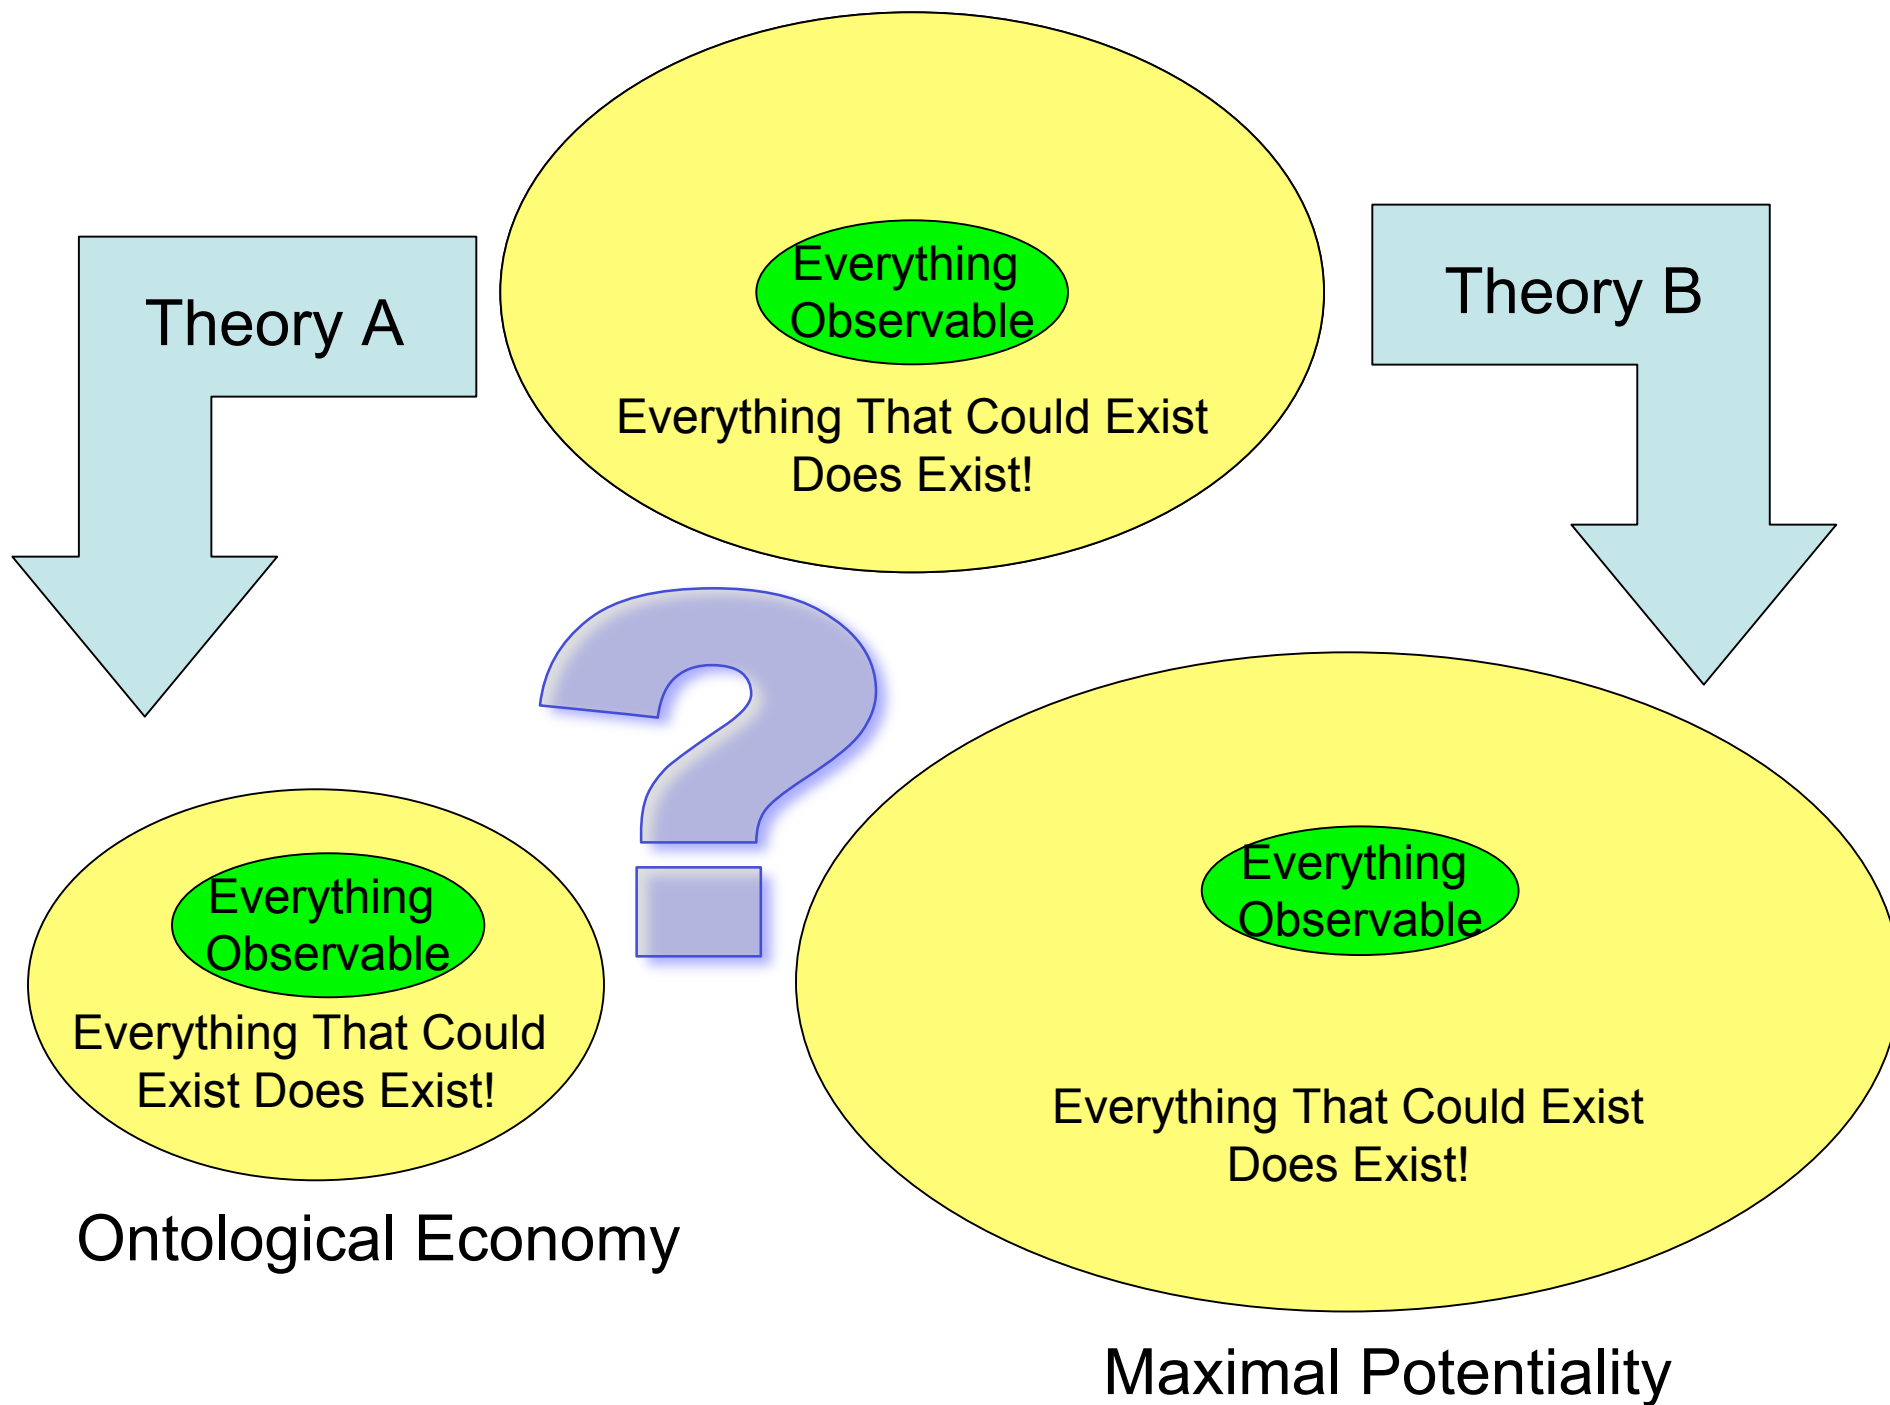 Everything
Observable
Everything That Could Exist
Does Exist!
Theory A
Theory B
?
Everything
Observable
Everything That Could
Exist Does Exist!
Ontological Economy
Everything
Observable
Everything That Could Exist
Does Exist!
Maximal Potentiality